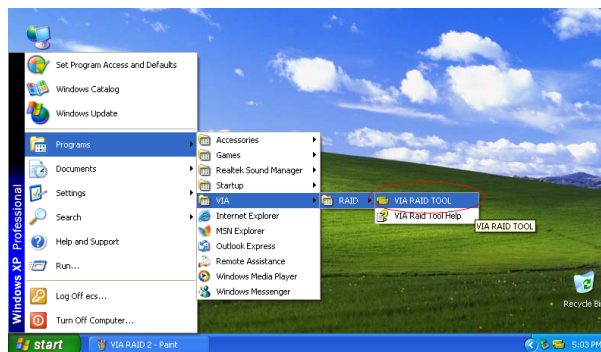 Set Program Access and Defaults
Windows Catalog
Windows Update
Programs
Documents
Settings
Search
Help and Support
Run...
Log Off ecs...
Turn Off Computer...
Windows XP Professional
Accessories
Games
Realtek Sound Manager
Startup
VIA
Internet Explorer
MSN Explorer
Outlook Express
Remote Assistance
Windows Media Player
Windows Messenger
RAID
VIA RAID TOOL
VIA Raid Tool Help
VIA RAID TOOL
Recycle Bi
start
VIA RAID 2 - Paint
5:03 PM